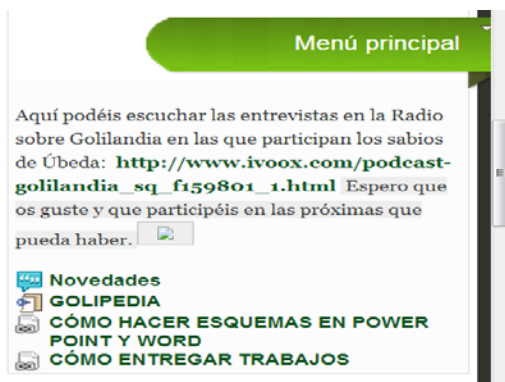 Menú principal
Aquí podéis escuchar las entrevistas en la Radio
sobre Golilandia en las que participan los sabios
de Úbeda: http://www.ivoox.com/podcast-
golilandia_sq_f159801_1.html Espero que
os guste y que participéis en las próximas que
pueda haber.
Novedades
GOLIPEDIA
CÓMO HACER ESQUEMAS EN POWER
POINT Y WORD
CÓMO ENTREGAR TRABAJOS